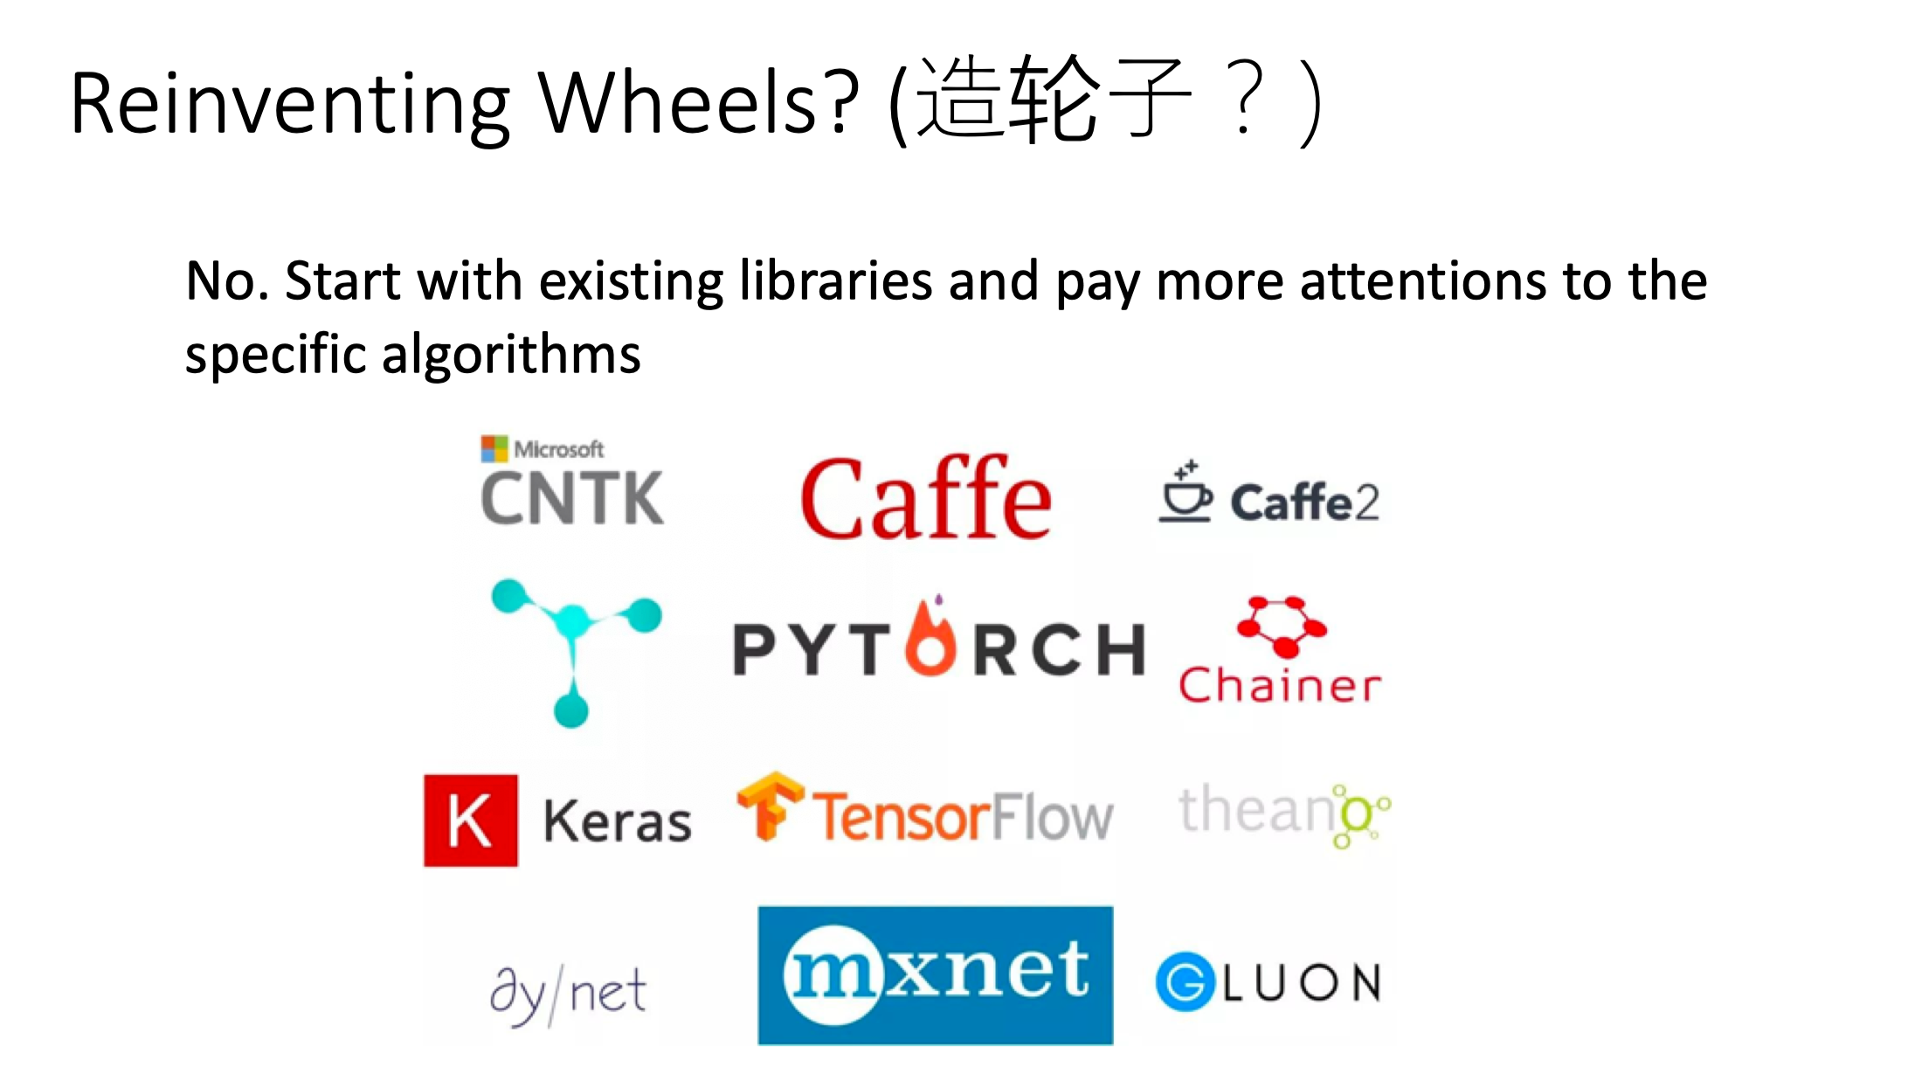 Reinventing Wheels? (造轮子？)
No. Start with existing libraries and pay more attentions to the
specific algorithms
Microsoft
CNTK
Caffe
Caffe2
PYTORCH
Chainer
K Keras
TensorFlow
theano
∂y/net
mxnet
GLUON